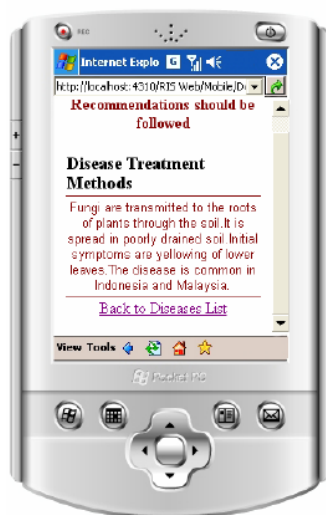 REC
Internet Explo
http://localhost:4310/RIS Web/Mobile/Di
Recommendations should be
followed
Disease Treatment
Methods
Fungi are transmitted to the roots
of plants through the soil.It is
spread in poorly drained soil.Initial
symptoms are yellowing of lower
leaves.The disease is common in
Indonesia and Malaysia.
Back to Diseases List
View Tools
Pocket PC